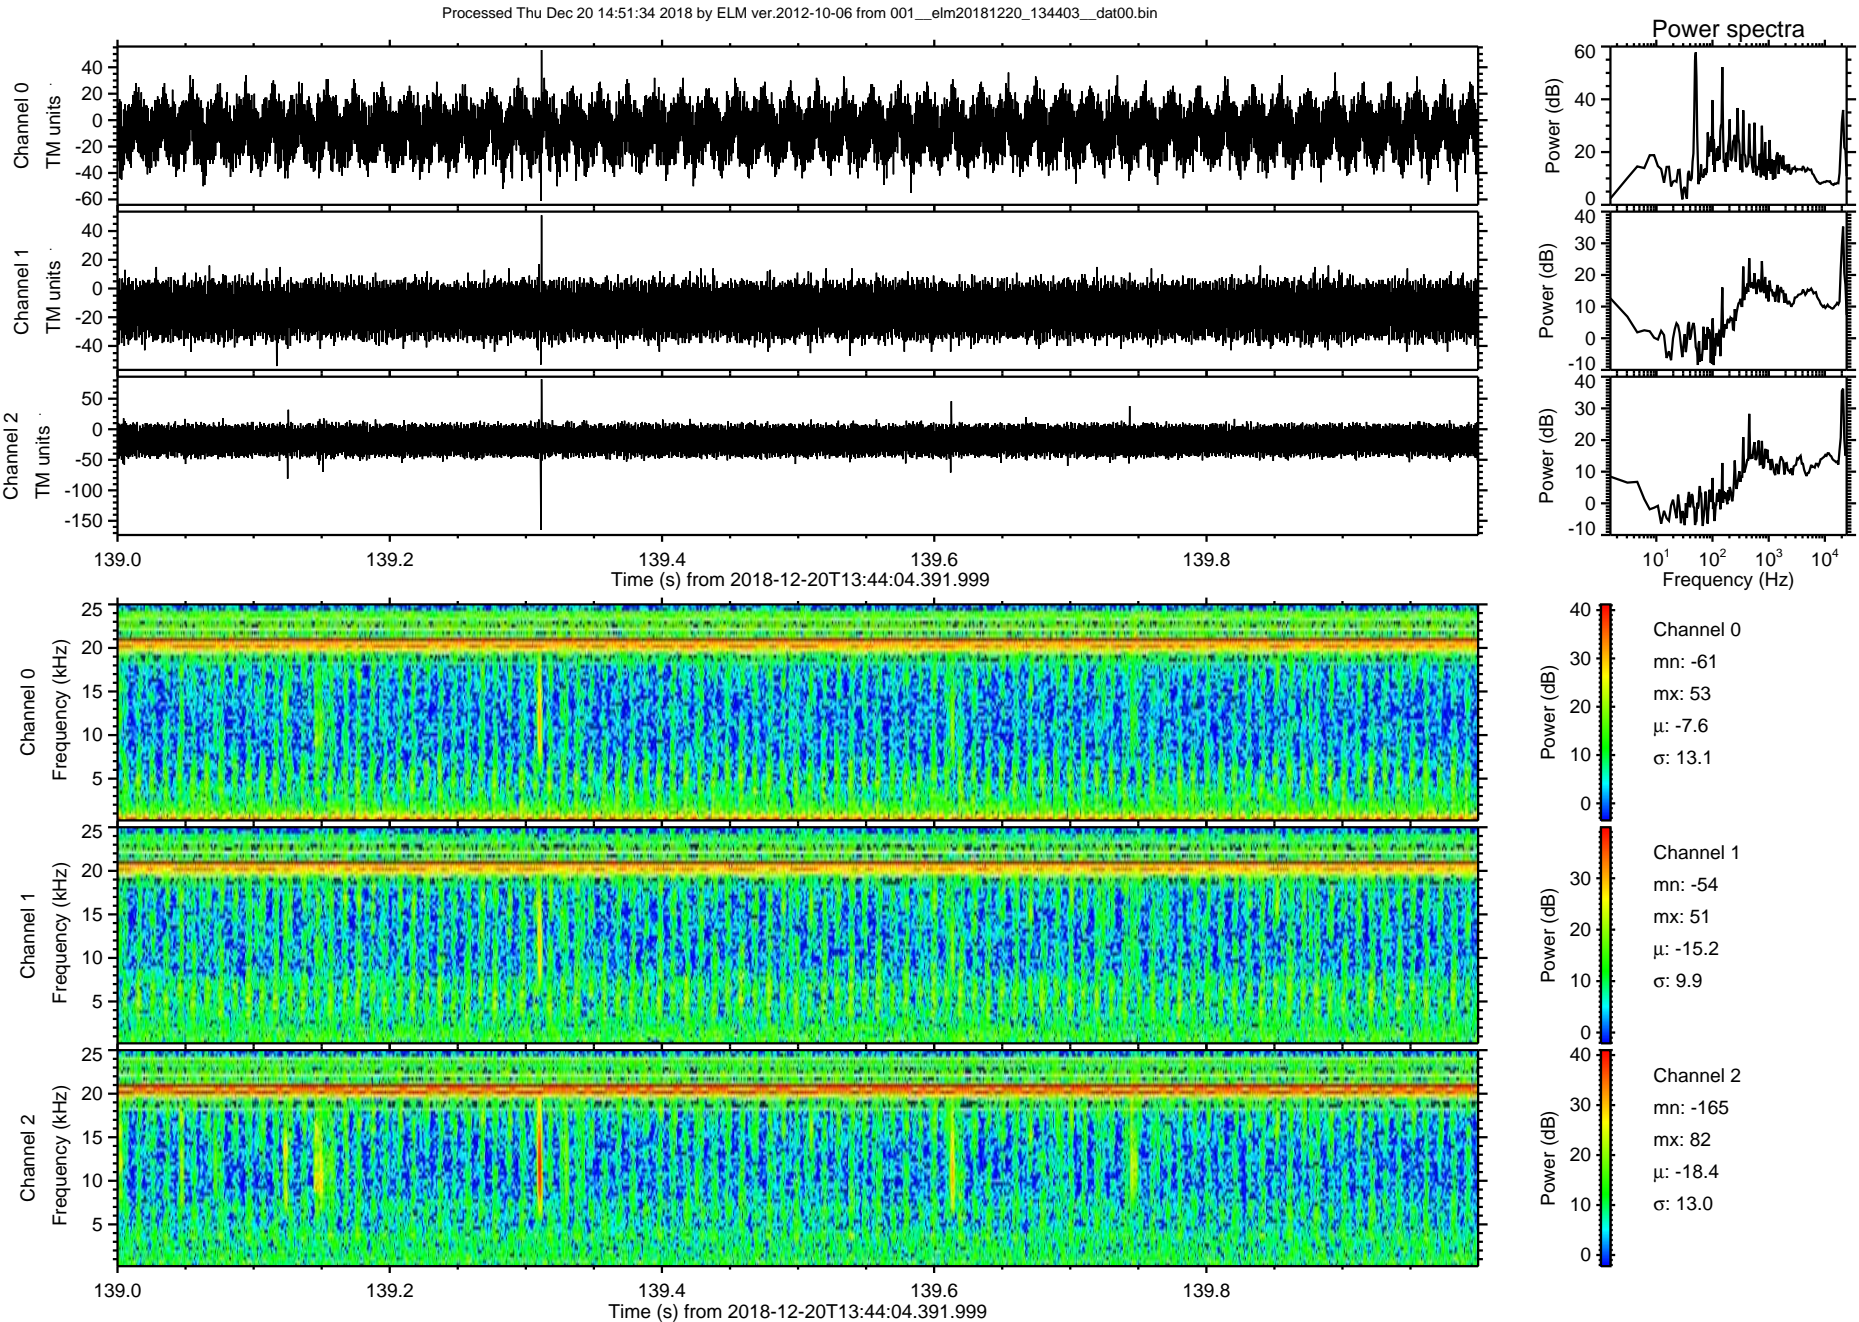 Processed Thu Dec 20 14:51:34 2018 by ELM ver.2012-10-06 from 001__elm20181220_134403__dat00.bin
Power spectra
Channel 0
TM units
40
20
0
-20
-40
-60
Power (dB)
60
40
20
0
Channel 1
TM units
40
20
0
-20
-40
Power (dB)
40
30
20
10
0
-10
Channel 2
TM units
50
0
-50
-100
-150
Power (dB)
40
30
20
10
0
-10
139.0 139.2 139.4 139.6 139.8
Time (s) from 2018-12-20T13:44:04.391.999
10¹ 10² 10³ 10⁴
Frequency (Hz)
Channel 0
Frequency (kHz)
25
20
15
10
5
Power (dB)
40
30
20
10
0
Channel 0
mn: -61
mx: 53
μ: -7.6
σ: 13.1
Channel 1
Frequency (kHz)
25
20
15
10
5
Power (dB)
30
20
10
0
Channel 1
mn: -54
mx: 51
μ: -15.2
σ: 9.9
Channel 2
Frequency (kHz)
25
20
15
10
5
Power (dB)
40
30
20
10
0
Channel 2
mn: -165
mx: 82
μ: -18.4
σ: 13.0
139.0 139.2 139.4 139.6 139.8
Time (s) from 2018-12-20T13:44:04.391.999